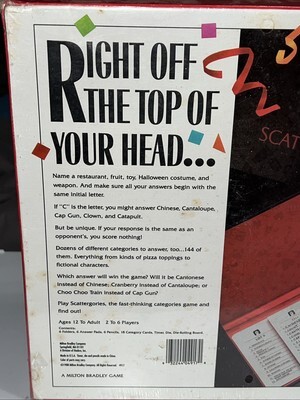 RIGHT OFF
THE TOP OF
YOUR HEAD...
SCAT
Name a restaurant, fruit, toy, Halloween costume, and
weapon. And make sure all your answers begin with the
same initial letter.
If "C" is the letter, you might answer Chinese, Cantaloupe,
Cap Gun, Clown, and Catapult.
But be unique. If your response is the same as an
opponent's, you score nothing!
Dozens of different categories to answer, too...144 of
them. Everything from kinds of pizza toppings to
fictional characters.
Which answer will win the game? Will it be Cantonese
instead of Chinese; Cranberry instead of Cantaloupe; or
Choo Choo Train instead of Cap Gun?
Play Scattergories, the fast-thinking categories game and
find out!
Ages 12 To Adult 2 To 6 Players
Contents:
Milton Bradley Company
A MILTON BRADLEY GAME